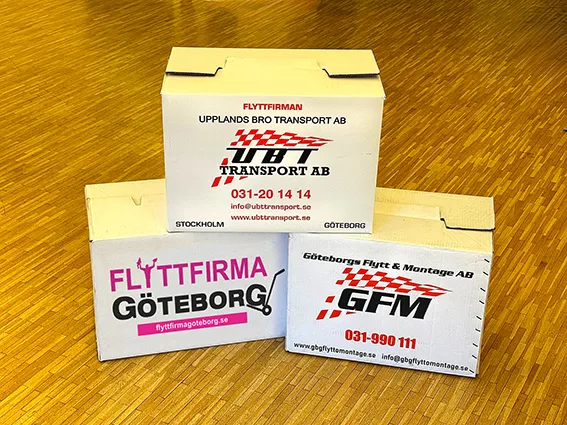 FLYTTFIRMAN
UPPLANDS BRO TRANSPORT AB
UBT
TRANSPORT AB
031-20 14 14
info@ubttransport.se
www.ubttransport.se
STOCKHOLM GÖTEBORG
FLYTTFIRMA
GÖTEBORG
flyttfirmagoteborg.se
Göteborgs Flytt & Montage AB
GFM
031-990 111
www.gbgflyttomontage.se info@gbgflyttomontage.se